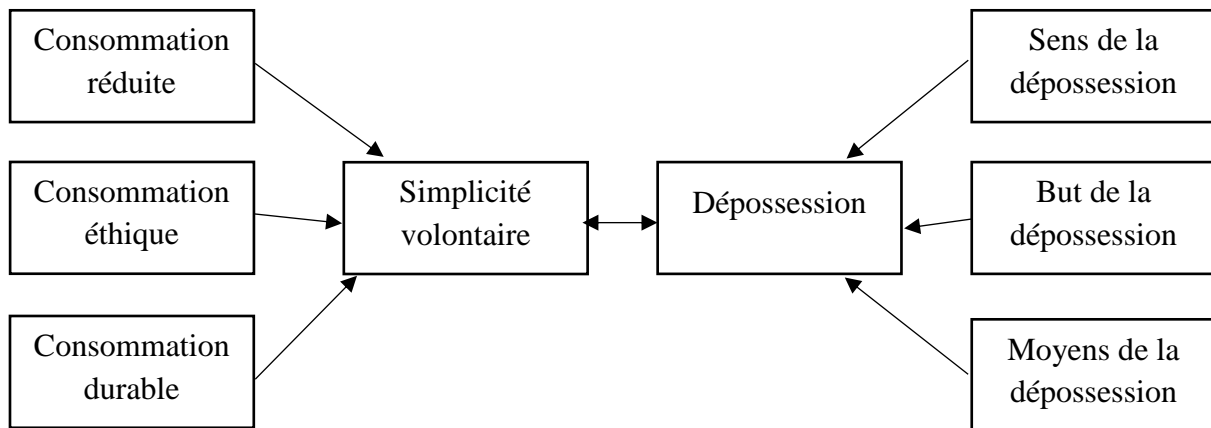 Consommation
réduite
Consommation
éthique
Consommation
durable
Simplicité
volontaire
Dépossession
Sens de la
dépossession
But de la
dépossession
Moyens de la
dépossession